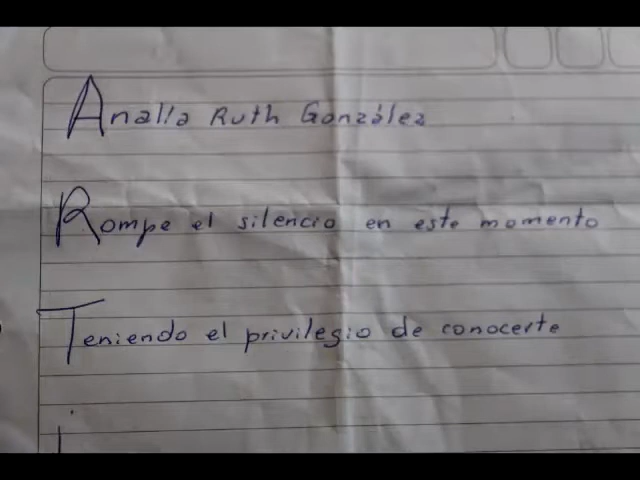 Analía Ruth González
Rompe el silencio en este momento
Teniendo el privilegio de conocerte